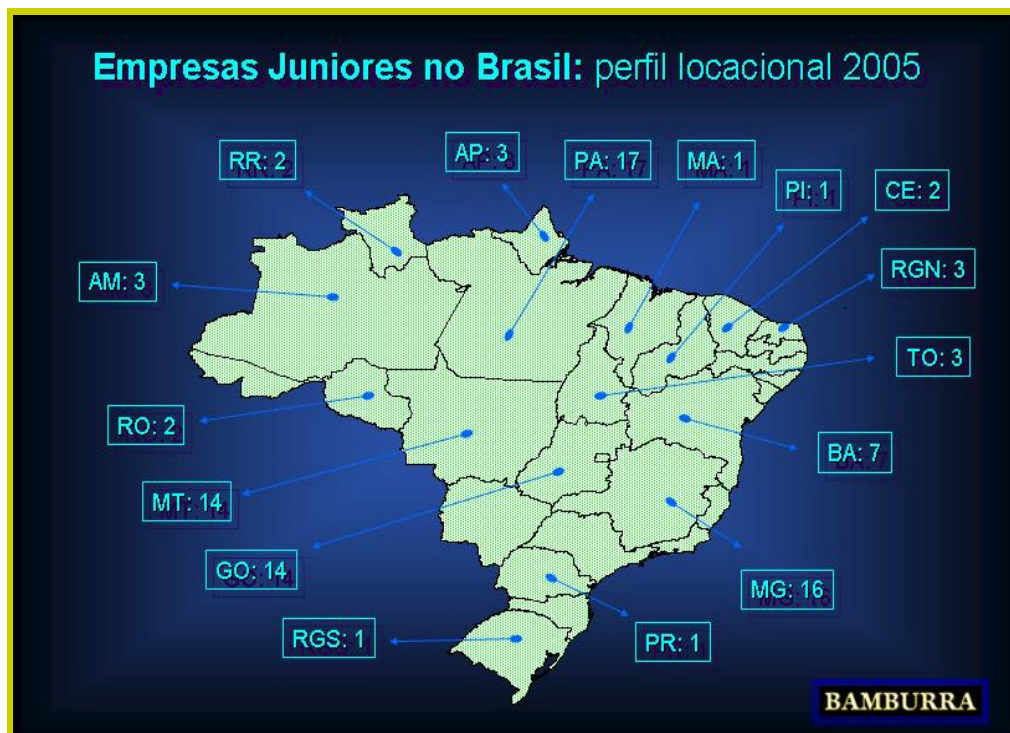 Empresas Juniores no Brasil: perfil locacional 2005
RR: 2
AP: 3
PA: 17
MA: 1
PI: 1
CE: 2
AM: 3
RGN: 3
TO: 3
RO: 2
BA: 7
MT: 14
GO: 14
MG: 16
RGS: 1
PR: 1
BAMBURRA